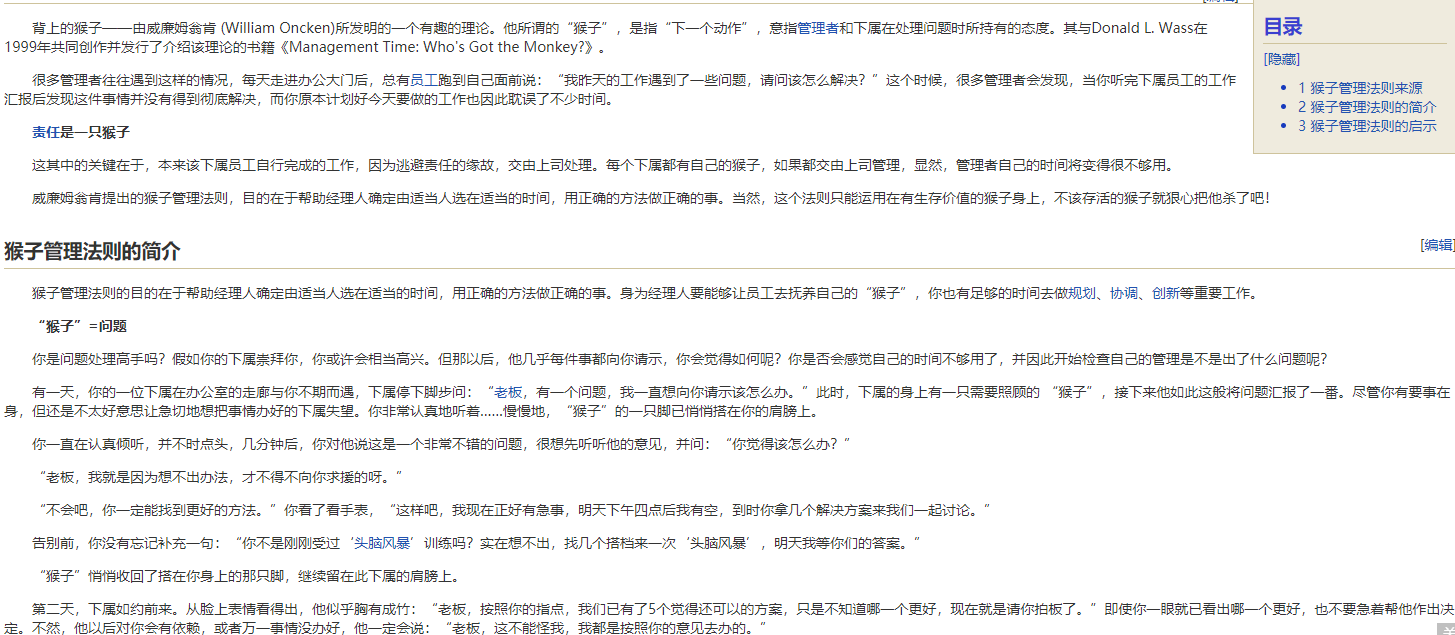 背上的猴子——由威廉姆翁肯 (William Oncken)所发明的一个有趣的理论。他所谓的“猴子”，是指“下一个动作”，意指管理者和下属在处理问题时所持有的态度。其与Donald L. Wass在
1999年共同创作并发行了介绍该理论的书籍《Management Time: Who's Got the Monkey?》。
很多管理者往往遇到这样的情况，每天走进办公大门后，总有员工跑到自己面前说：“我昨天的工作遇到了一些问题，请问该怎么解决？”这个时候，很多管理者会发现，当你听完下属员工的工作
汇报后发现这件事情并没有得到彻底解决，而你原本计划好今天要做的工作也因此耽误了不少时间。
责任是一只猴子
这其中的关键在于，本来该下属员工自行完成的工作，因为逃避责任的缘故，交由上司处理。每个下属都有自己的猴子，如果都交由上司管理，显然，管理者自己的时间将变得很不够用。
威廉姆翁肯提出的猴子管理法则，目的在于帮助经理人确定由适当人选在适当的时间，用正确的方法做正确的事。当然，这个法则只能运用在有生存价值的猴子身上，不该存活的猴子就狠心把他杀了吧！
目录
[隐藏]
1 猴子管理法则来源
2 猴子管理法则的简介
3 猴子管理法则的启示
猴子管理法则的简介
[编辑]
猴子管理法则的目的在于帮助经理人确定由适当人选在适当的时间，用正确的方法做正确的事。身为经理人要能够让员工去抚养自己的“猴子”，你也有足够的时间去做规划、协调、创新等重要工作。
“猴子”=问题
你是问题处理高手吗？假如你的下属崇拜你，你或许会相当高兴。但那以后，他几乎每件事都向你请示，你会觉得如何呢？你是否会感觉自己的时间不够用了，并因此开始检查自己的管理是不是出了什么问题呢？
有一天，你的一位下属在办公室的走廊与你不期而遇，下属停下脚步问：“老板，有一个问题，我一直想向你请示该怎么办。”此时，下属的身上有一只需要照顾的 “猴子”，接下来他如此这般将问题汇报了一番。尽管你有要事在
身，但还是不太好意思让急切地想把事情办好的下属失望。你非常认真地听着……慢慢地，“猴子”的一只脚已悄悄搭在你的肩膀上。
你一直在认真倾听，并不时点头，几分钟后，你对他说这是一个非常不错的问题，很想先听听他的意见，并问：“你觉得该怎么办？”
“老板，我就是因为想不出办法，才不得不向你求援的呀。”
“不会吧，你一定能找到更好的方法。”你看了看手表，“这样吧，我现在正好有急事，明天下午四点后我有空，到时你拿几个解决方案来我们一起讨论。”
告别前，你没有忘记补充一句：“你不是刚刚受过‘头脑风暴’训练吗？实在想不出，找几个搭档来一次‘头脑风暴’，明天我等你们的答案。”
“猴子”悄悄收回了搭在你身上的那只脚，继续留在此下属的肩膀上。
第二天，下属如约前来。从脸上表情看得出，他似乎胸有成竹：“老板，按照你的指点，我们已有了5个觉得还可以的方案，只是不知道哪一个更好，现在就是请你拍板了。”即使你一眼就已看出哪一个更好，也不要急着帮他作出决
定。不然，他以后对你会有依赖，或者万一事情没办好，他一定会说：“老板，这不能怪我，我都是按照你的意见去办的。”